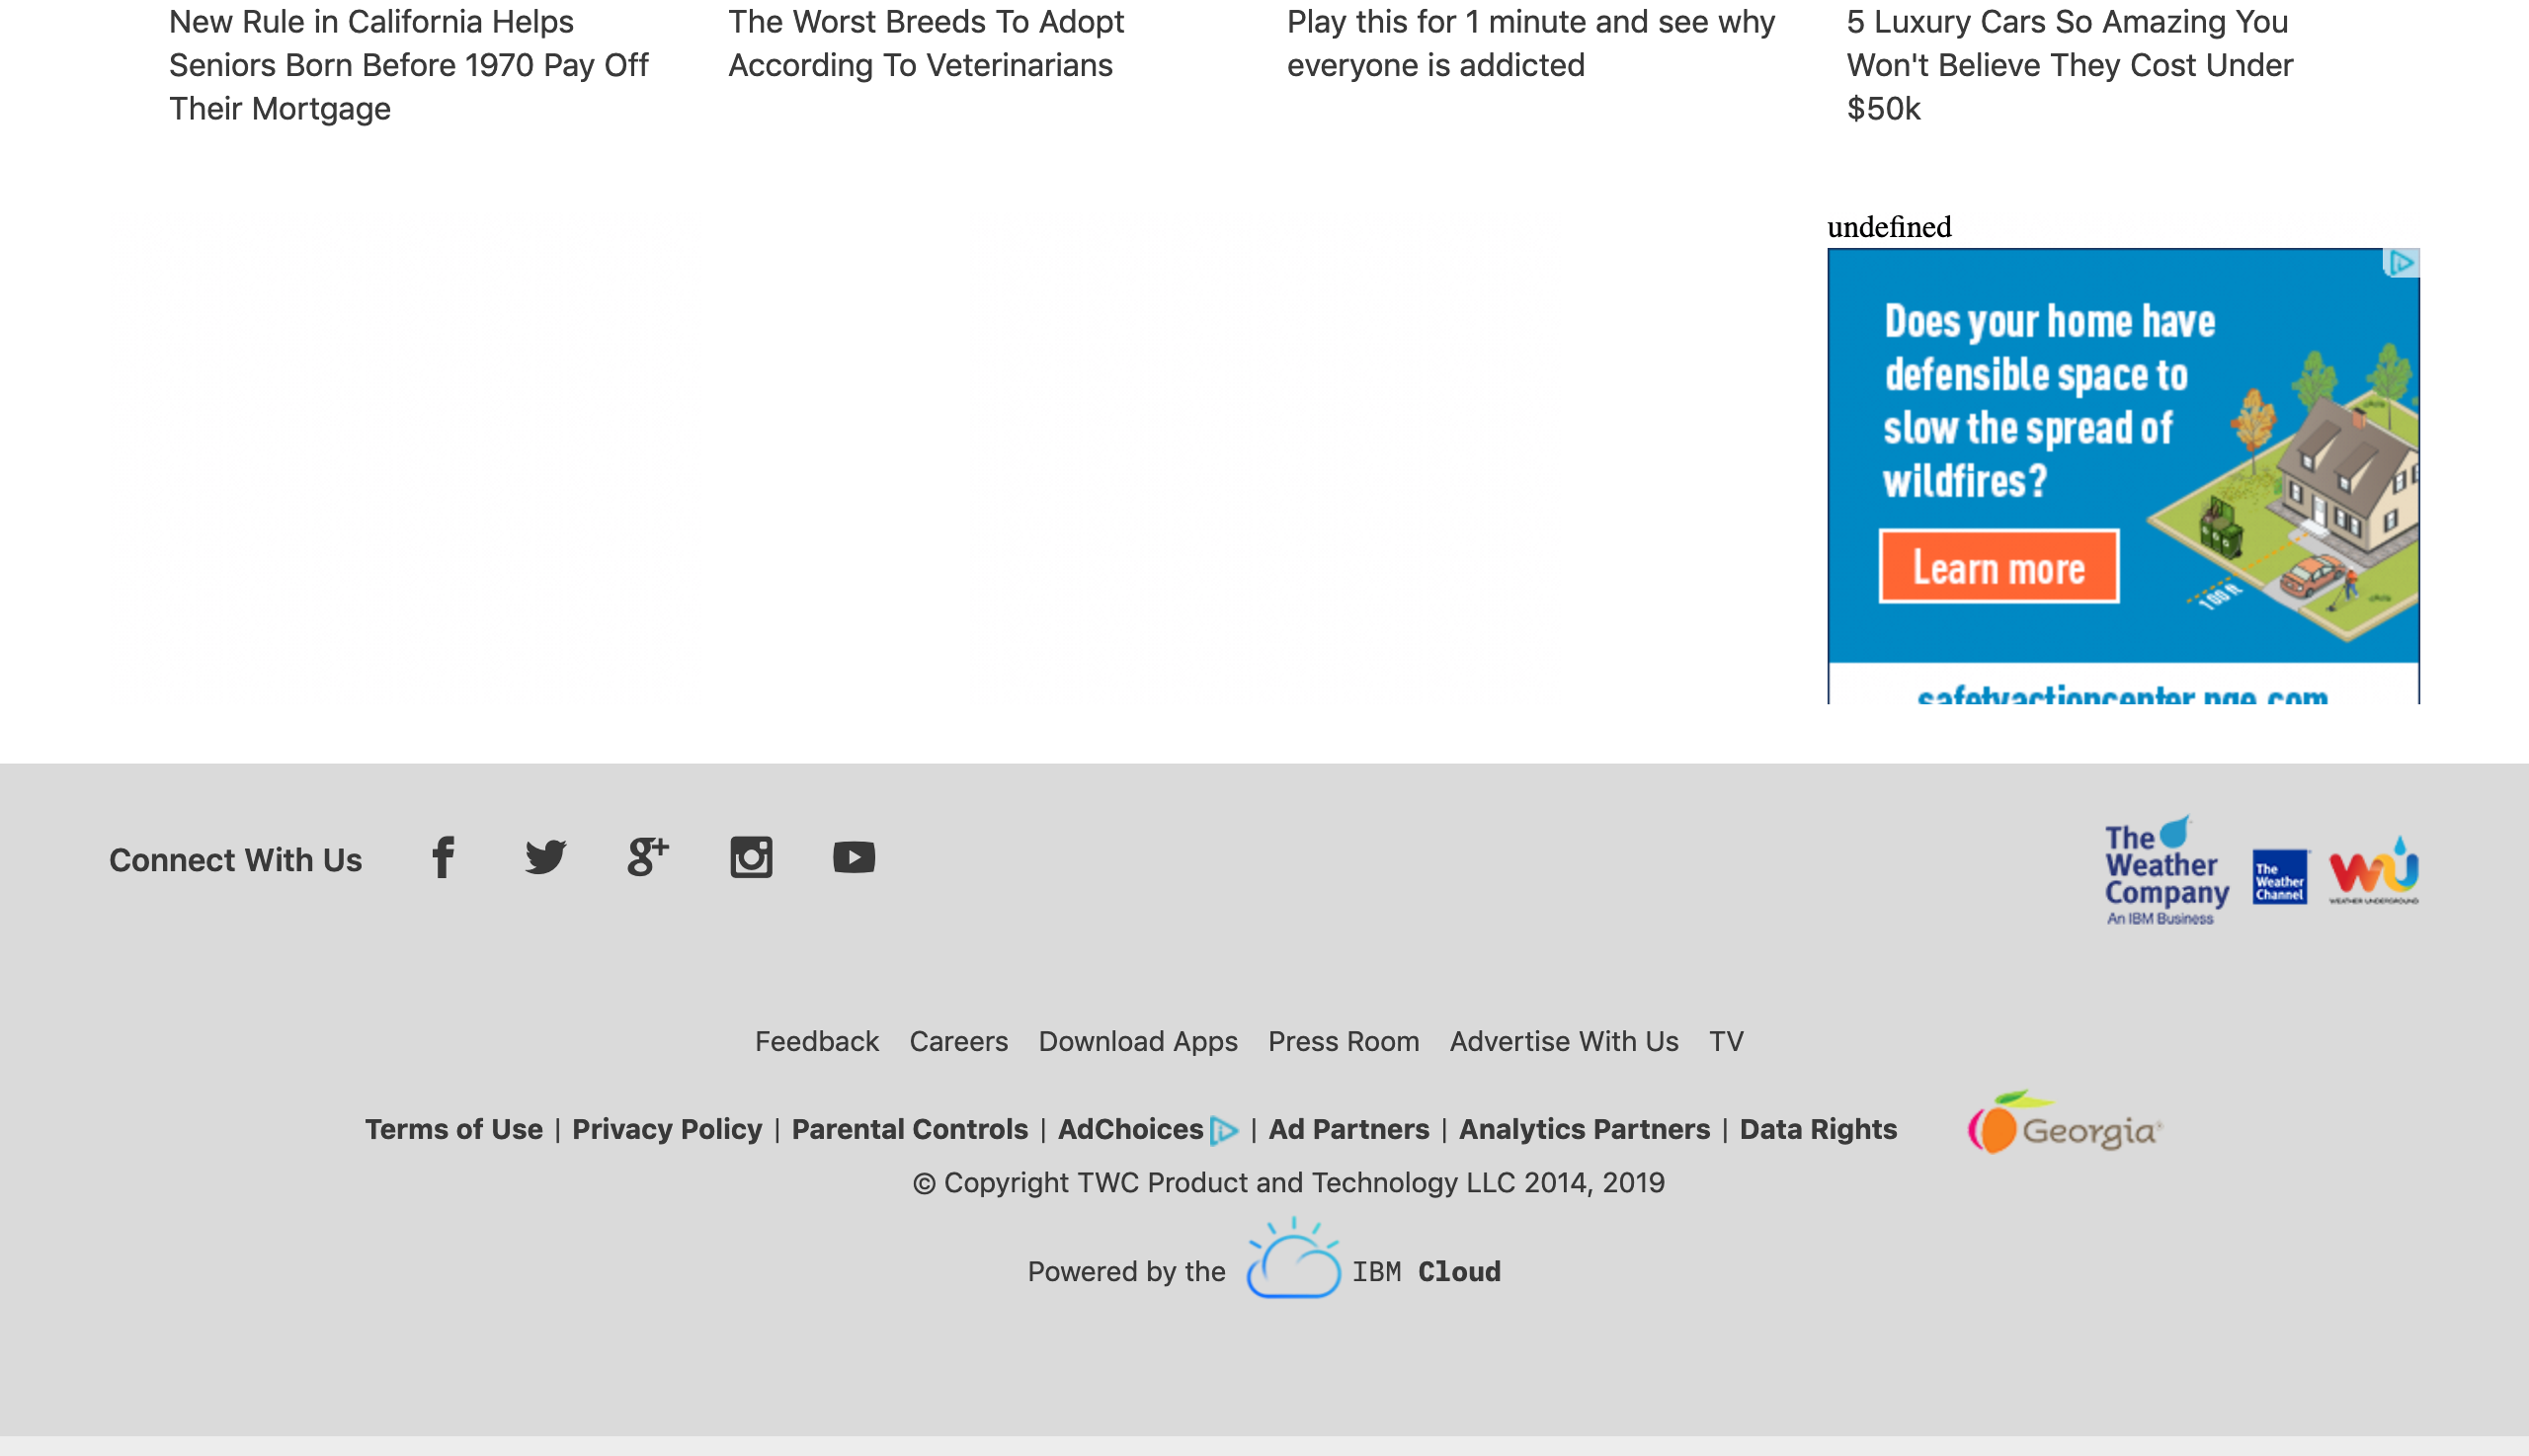 New Rule in California Helps
Seniors Born Before 1970 Pay Off
Their Mortgage
The Worst Breeds To Adopt
According To Veterinarians
Play this for 1 minute and see why
everyone is addicted
5 Luxury Cars So Amazing You
Won't Believe They Cost Under
$50k
undefined
Does your home have
defensible space to
slow the spread of
wildfires?
Learn more
100 ft
safetyactioncenter.pge.com
Connect With Us
The
Weather
Company
An IBM Business
The
Weather
Channel
WU
WEATHER UNDERGROUND
Feedback Careers Download Apps Press Room Advertise With Us TV
Terms of Use | Privacy Policy | Parental Controls | AdChoices | Ad Partners | Analytics Partners | Data Rights
Georgia®
© Copyright TWC Product and Technology LLC 2014, 2019
Powered by the IBM Cloud